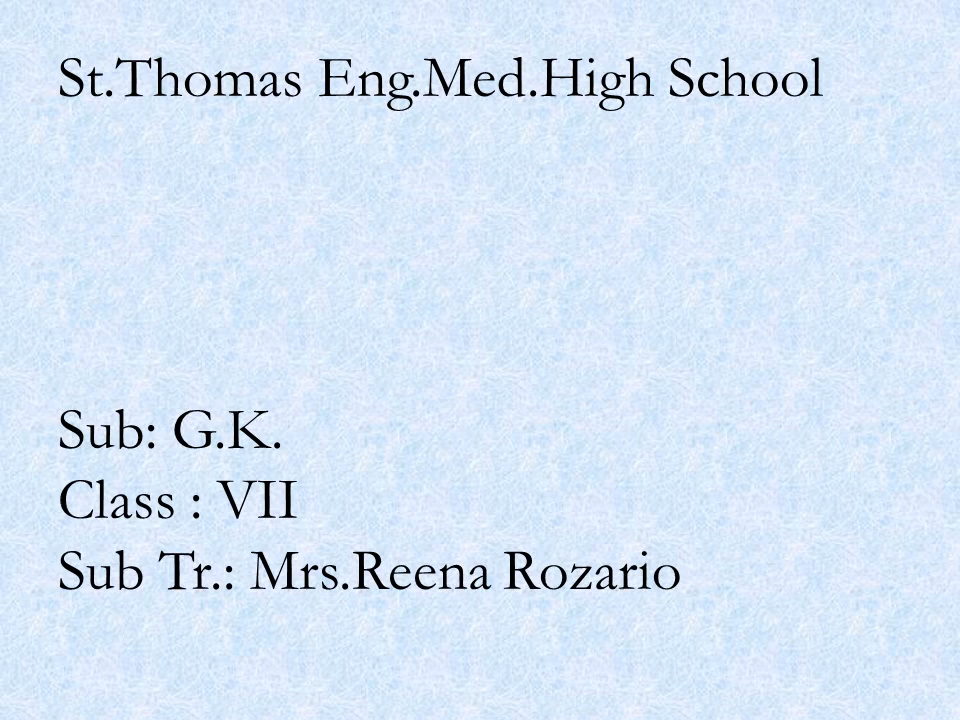 St.Thomas Eng.Med.High School
Sub: G.K.
Class : VII
Sub Tr.: Mrs.Reena Rozario